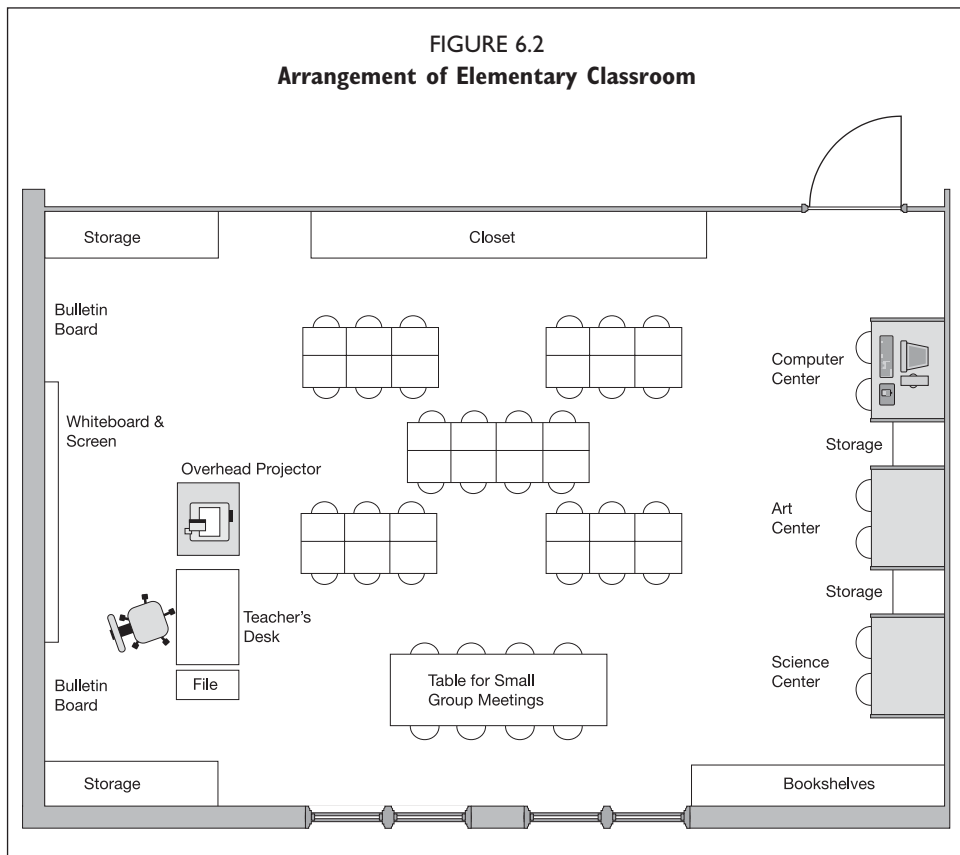 FIGURE 6.2
Arrangement of Elementary Classroom
Storage
Closet
Bulletin
Board
Computer
Center
Whiteboard &
Screen
Storage
Overhead Projector
Art
Center
Storage
Teacher's
Desk
Science
Center
Bulletin
Board
File
Table for Small
Group Meetings
Storage
Bookshelves